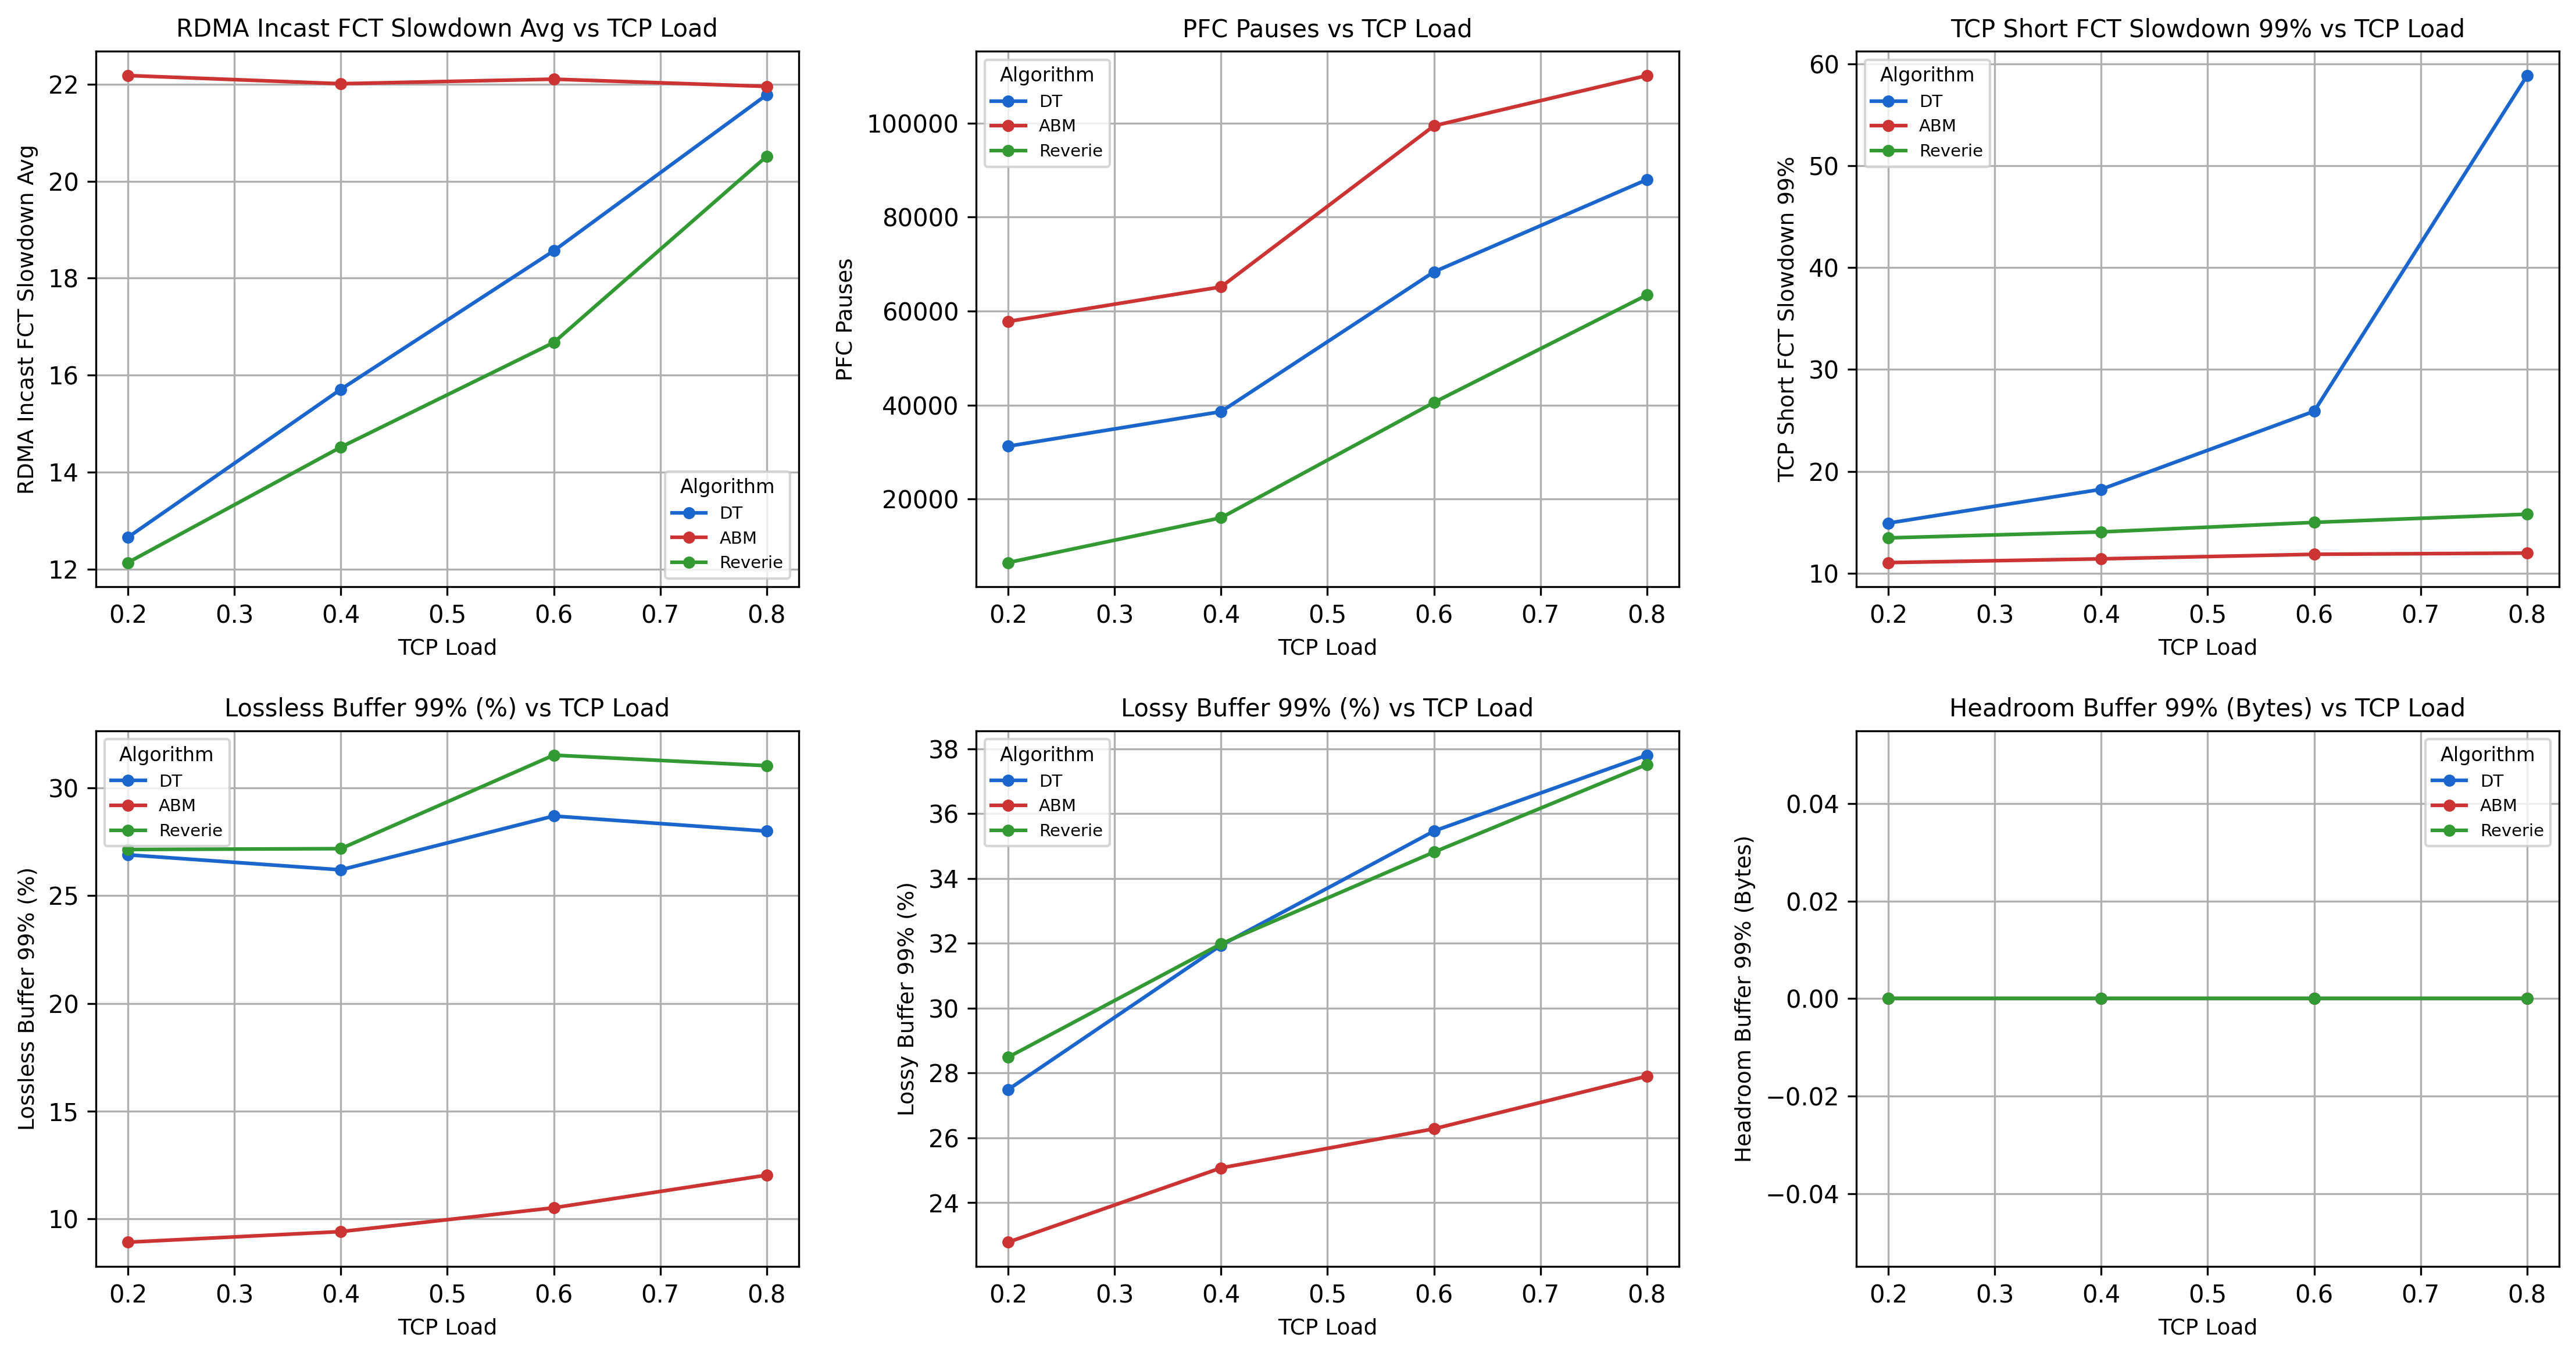 RDMA Incast FCT Slowdown Avg vs TCP Load
RDMA Incast FCT Slowdown Avg
22
20
18
16
14
12
Algorithm
DT
ABM
Reverie
0.2 0.3 0.4 0.5 0.6 0.7 0.8
TCP Load
PFC Pauses vs TCP Load
PFC Pauses
100000
80000
60000
40000
20000
Algorithm
DT
ABM
Reverie
0.2 0.3 0.4 0.5 0.6 0.7 0.8
TCP Load
TCP Short FCT Slowdown 99% vs TCP Load
TCP Short FCT Slowdown 99%
60
50
40
30
20
10
Algorithm
DT
ABM
Reverie
0.2 0.3 0.4 0.5 0.6 0.7 0.8
TCP Load
Lossless Buffer 99% (%) vs TCP Load
Lossless Buffer 99% (%)
30
25
20
15
10
Algorithm
DT
ABM
Reverie
0.2 0.3 0.4 0.5 0.6 0.7 0.8
TCP Load
Lossy Buffer 99% (%) vs TCP Load
Lossy Buffer 99% (%)
38
36
34
32
30
28
26
24
Algorithm
DT
ABM
Reverie
0.2 0.3 0.4 0.5 0.6 0.7 0.8
TCP Load
Headroom Buffer 99% (Bytes) vs TCP Load
Headroom Buffer 99% (Bytes)
0.04
0.02
0.00
−0.02
−0.04
Algorithm
DT
ABM
Reverie
0.2 0.3 0.4 0.5 0.6 0.7 0.8
TCP Load